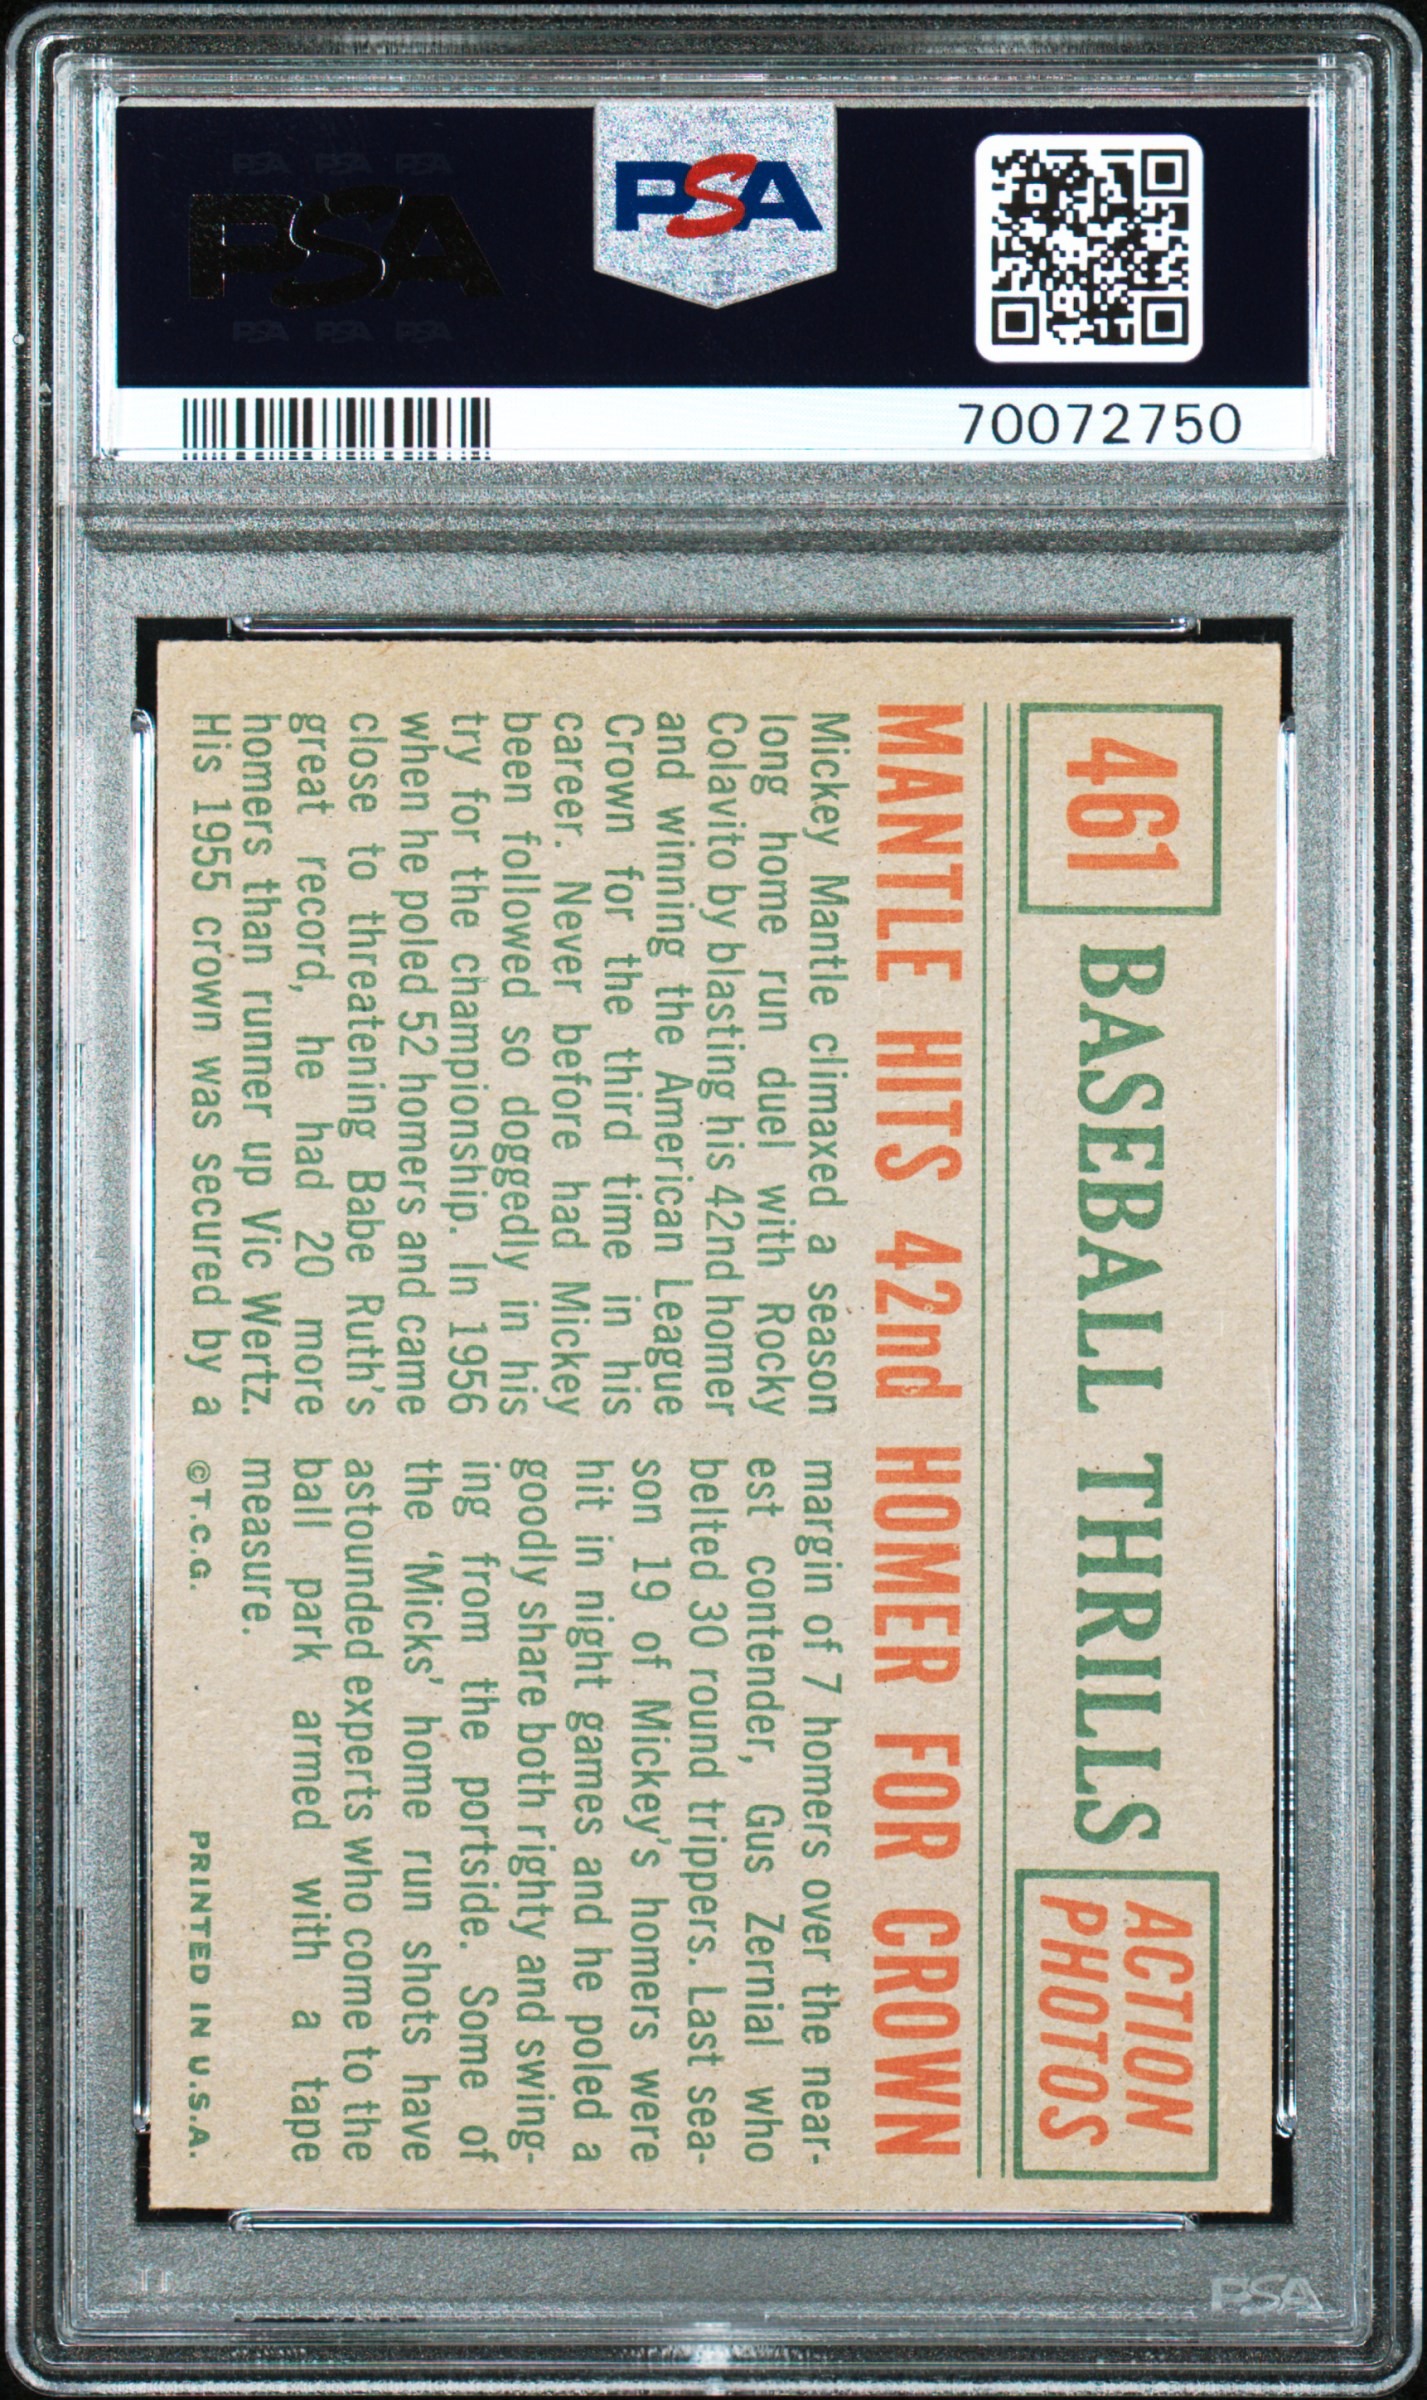 PSA PSA PSA
PSA
PSA PSA PSA
PSA
70072750
461
BASEBALL THRILLS
ACTION
PHOTOS
MANTLE HITS 42nd HOMER FOR CROWN
Mickey Mantle climaxed a season
long home run duel with Rocky
Colavito by blasting his 42nd homer
and winning the American League
Crown for the third time in his
career. Never before had Mickey
been followed so doggedly in his
try for the championship. In 1956
when he poled 52 homers and came
close to threatening Babe Ruth's
great record, he had 20 more
homers than runner up Vic Wertz.
His 1955 crown was secured by a
margin of 7 homers over the near-
est contender, Gus Zernial who
belted 30 round trippers. Last sea-
son 19 of Mickey's homers were
hit in night games and he poled a
goodly share both righty and swing-
ing from the portside. Some of
the 'Micks' home run shots have
astounded experts who come to the
ball park armed with a tape
measure.
©T.C.G.
PRINTED IN U.S.A.
PSA